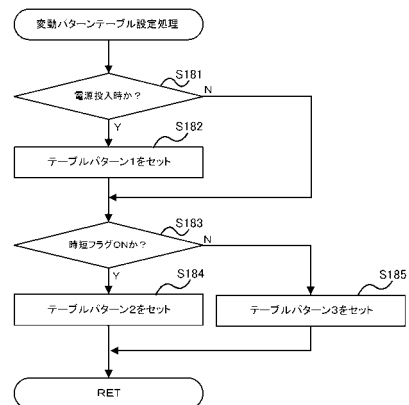 変動パターンテーブル設定処理
S181
電源投入時か?
N
Y
S182
テーブルパターン1をセット
S183
時短フラグONか?
N
Y
S184
テーブルパターン2をセット
S185
テーブルパターン3をセット
RET